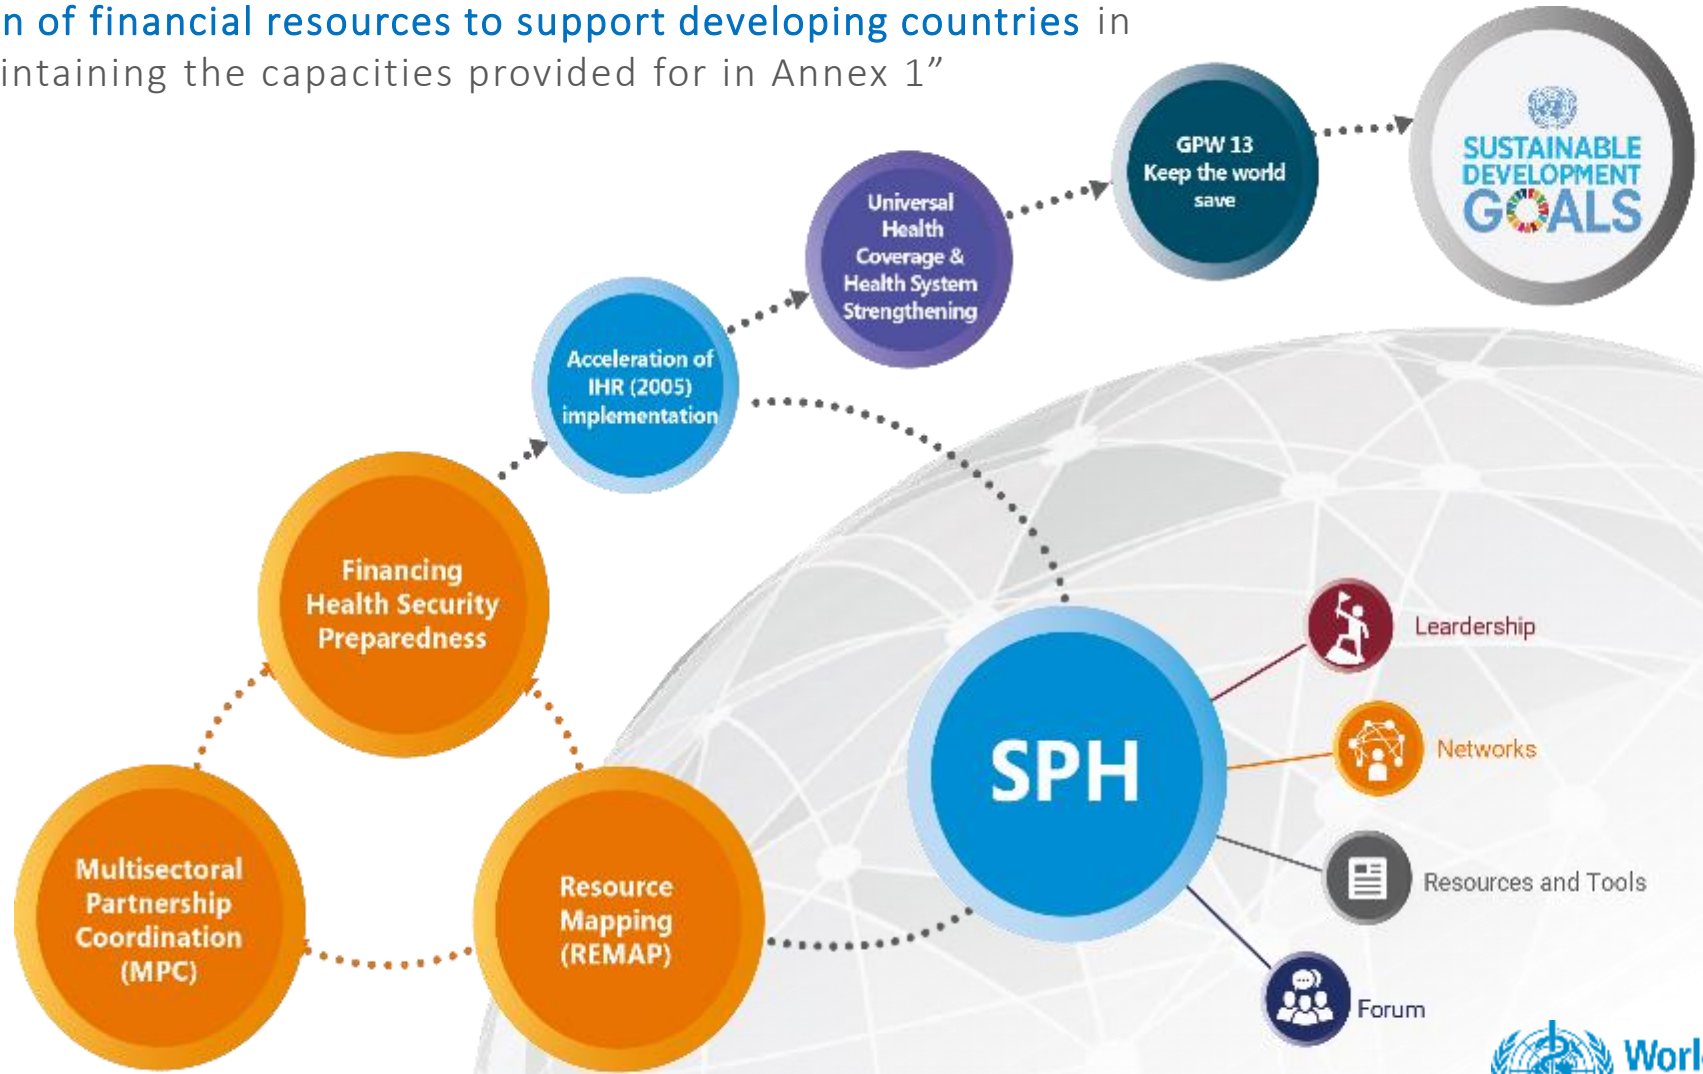 n of financial resources to support developing countries in
intaining the capacities provided for in Annex 1”
SUSTAINABLE
DEVELOPMENT
GOALS
GPW 13
Keep the world
save
Universal
Health
Coverage &
Health System
Strengthening
Acceleration of
IHR (2005)
implementation
Financing
Health Security
Preparedness
Multisectoral
Partnership
Coordination
(MPC)
Resource
Mapping
(REMAP)
SPH
Leardership
Networks
Resources and Tools
Forum
Worl